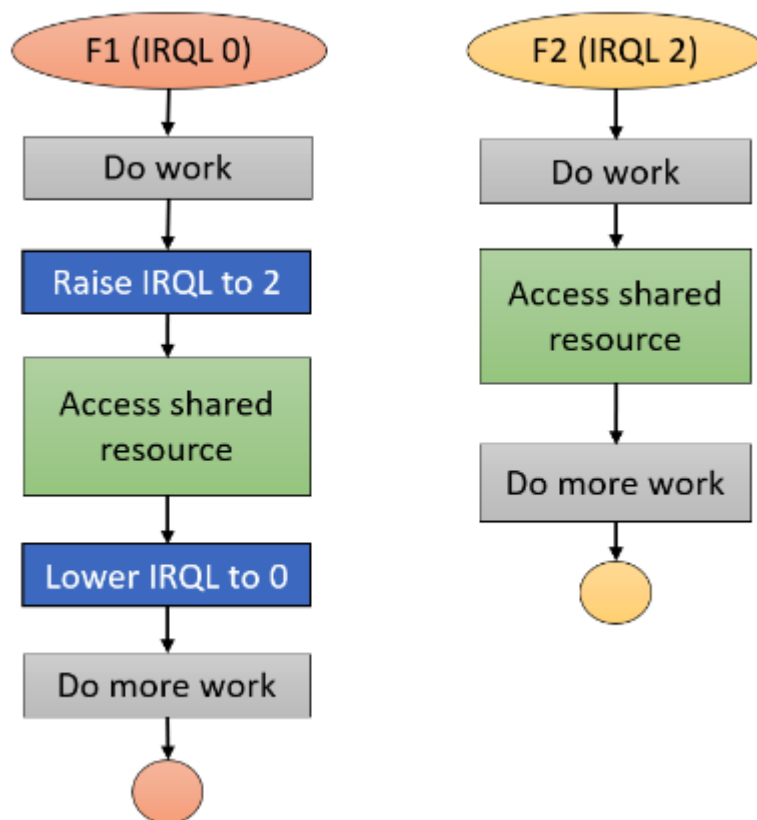 F1 (IRQL 0)
Do work
Raise IRQL to 2
Access shared
resource
Lower IRQL to 0
Do more work
F2 (IRQL 2)
Do work
Access shared
resource
Do more work